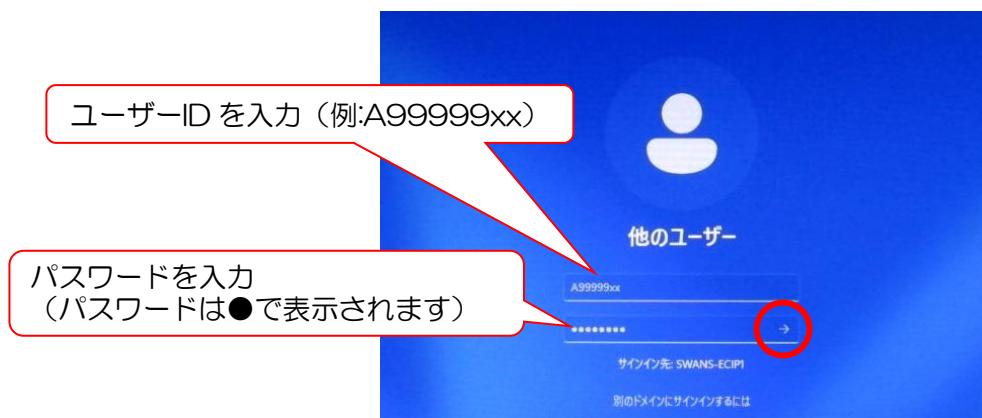 ユーザーID を入力（例:A99999xx）
他のユーザー
パスワードを入力
（パスワードは●で表示されます）
A99999xx
●●●●●●●●
サインイン先: SWANS-ECIP1
別のドメインにサインインするには